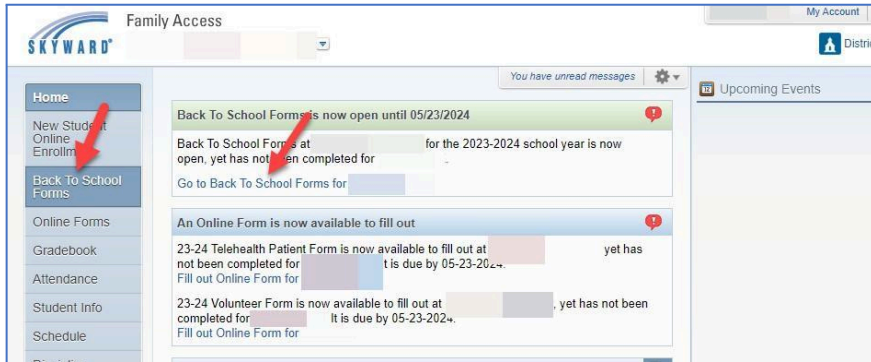 Family Access
My Account
SKYWARD
Distri
You have unread messages
Home
New Student
Online
Enrollm
Back To School
Forms
Online Forms
Gradebook
Attendance
Student Info
Schedule
Back To School Forms is now open until 05/23/2024
Back To School Forms at for the 2023-2024 school year is now
open, yet has not been completed for .
Go to Back To School Forms for
An Online Form is now available to fill out
23-24 Telehealth Patient Form is now available to fill out at yet has
not been completed for t is due by 05-23-2024.
Fill out Online Form for
23-24 Volunteer Form is now available to fill out at , yet has not been
completed for It is due by 05-23-2024.
Fill out Online Form for
Upcoming Events